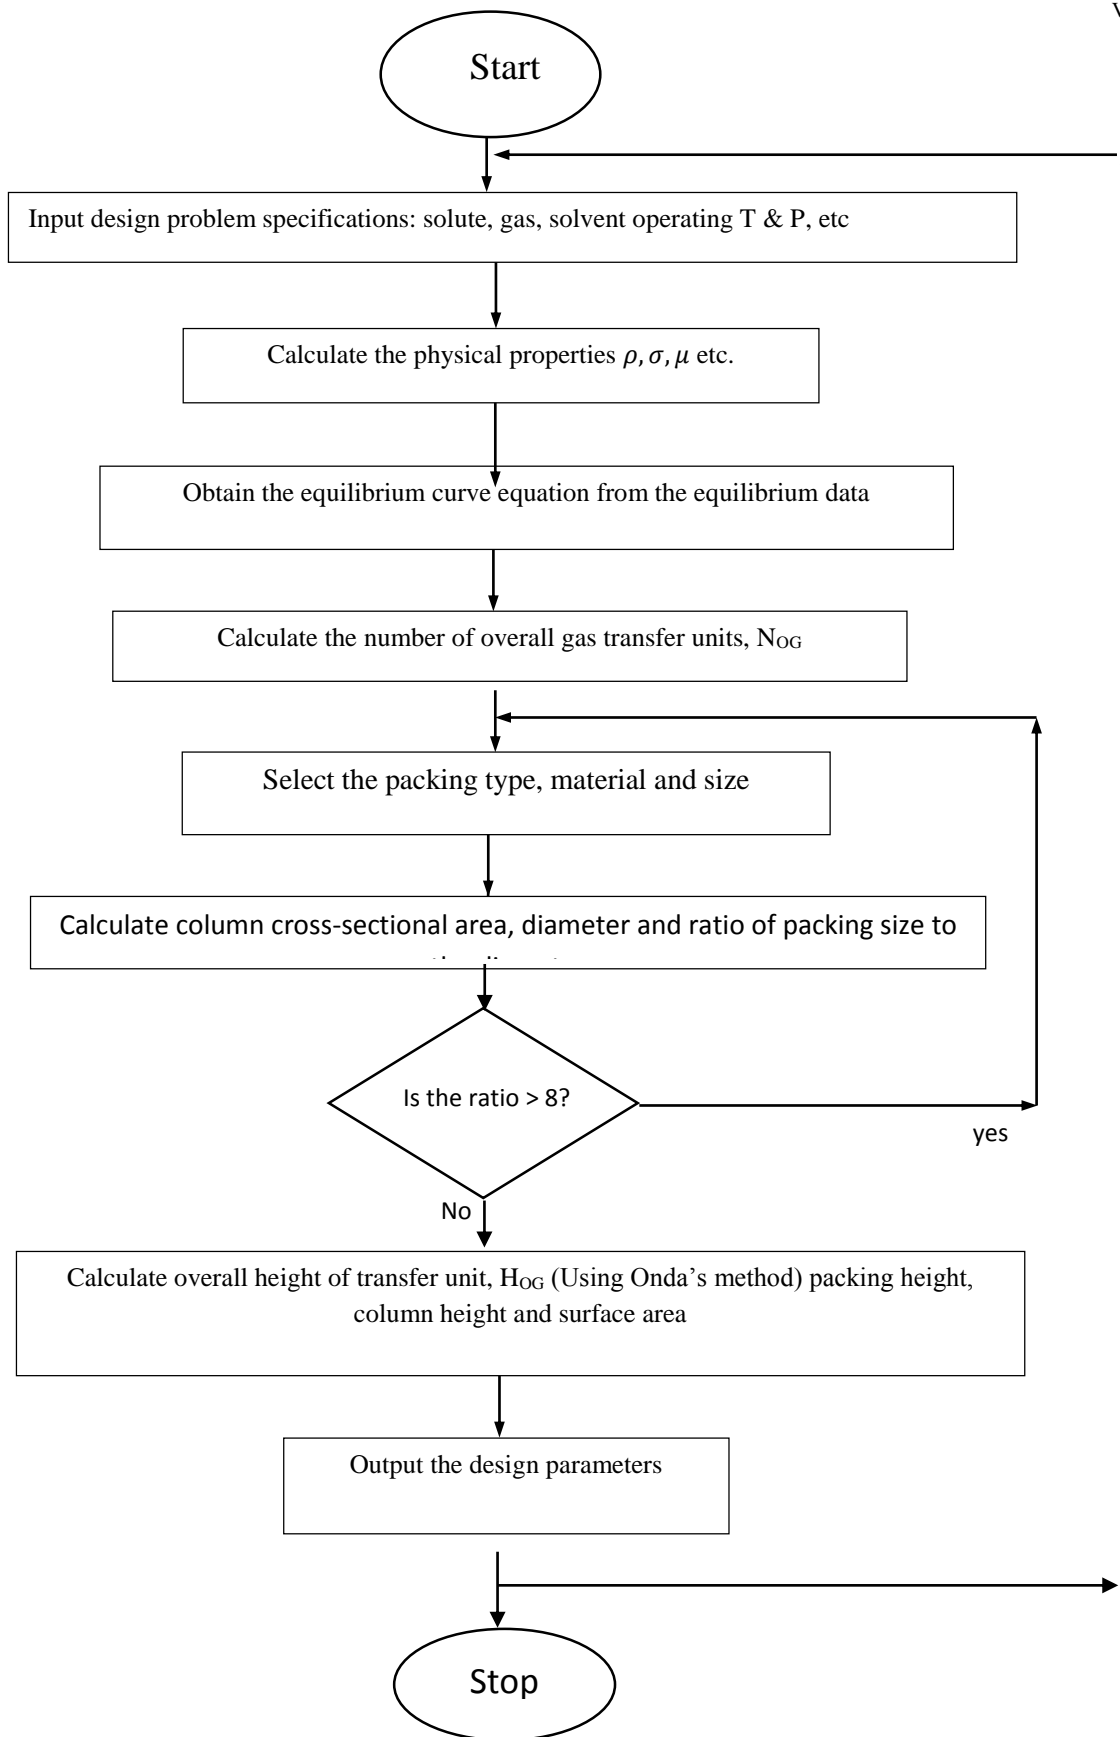 Start
Input design problem specifications: solute, gas, solvent operating T & P, etc
Calculate the physical properties ρ, σ, μ etc.
Obtain the equilibrium curve equation from the equilibrium data
Calculate the number of overall gas transfer units, NOG
Select the packing type, material and size
Calculate column cross-sectional area, diameter and ratio of packing size to
Is the ratio > 8?
yes
No
Calculate overall height of transfer unit, HOG (Using Onda’s method) packing height,
column height and surface area
Output the design parameters
Stop